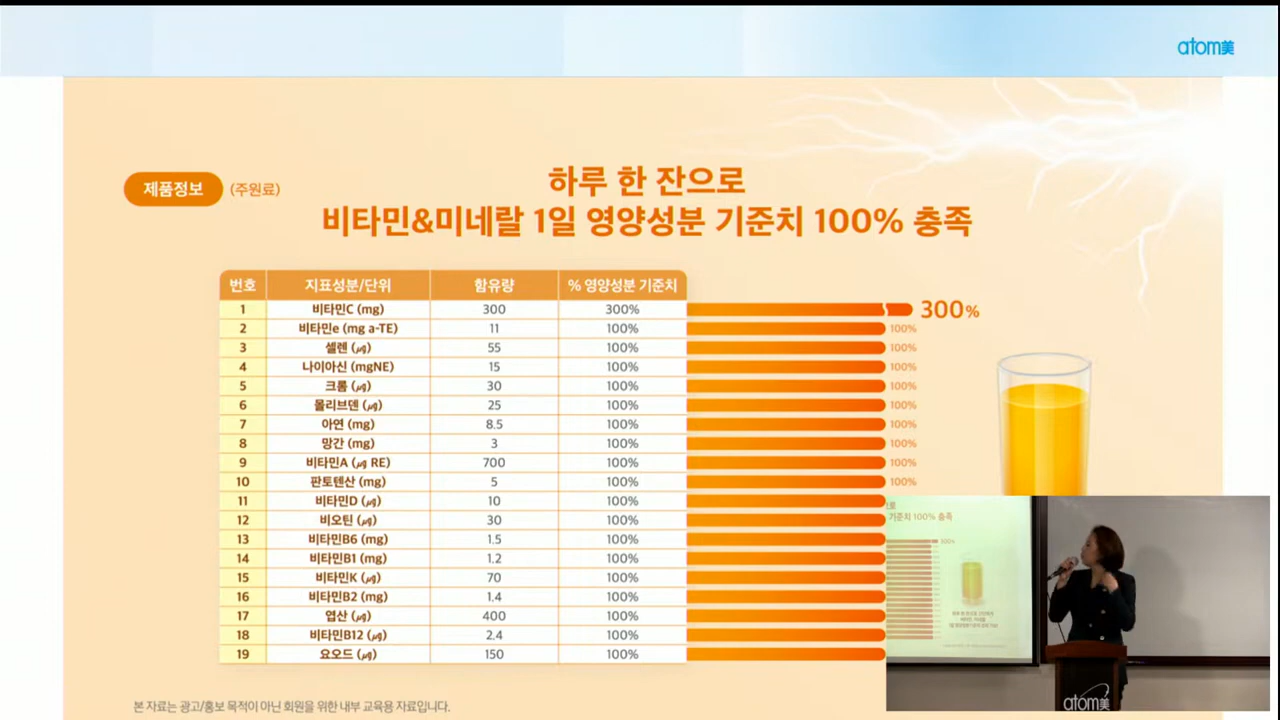 atom美
제품정보 (주원료)
하루 한 잔으로
비타민&미네랄 1일 영양성분 기준치 100% 충족
번호 지표성분/단위 함유량 % 영양성분 기준치
1 비타민C (mg) 300 300% 300%
2 비타민e (mg a-TE) 11 100% 100%
3 셀렌 (㎍) 55 100% 100%
4 나이아신 (mgNE) 15 100% 100%
5 크롬 (㎍) 30 100% 100%
6 몰리브덴 (㎍) 25 100% 100%
7 아연 (mg) 8.5 100% 100%
8 망간 (mg) 3 100% 100%
9 비타민A (㎍ RE) 700 100% 100%
10 판토텐산 (mg) 5 100% 100%
11 비타민D (㎍) 10 100%
12 비오틴 (㎍) 30 100%
13 비타민B6 (mg) 1.5 100%
14 비타민B1 (mg) 1.2 100%
15 비타민K (㎍) 70 100%
16 비타민B2 (mg) 1.4 100%
17 엽산 (㎍) 400 100%
18 비타민B12 (㎍) 2.4 100%
19 요오드 (㎍) 150 100%
기준치 100% 충족
300%
atom美
본 자료는 광고/홍보 목적이 아닌 회원을 위한 내부 교육용 자료입니다.